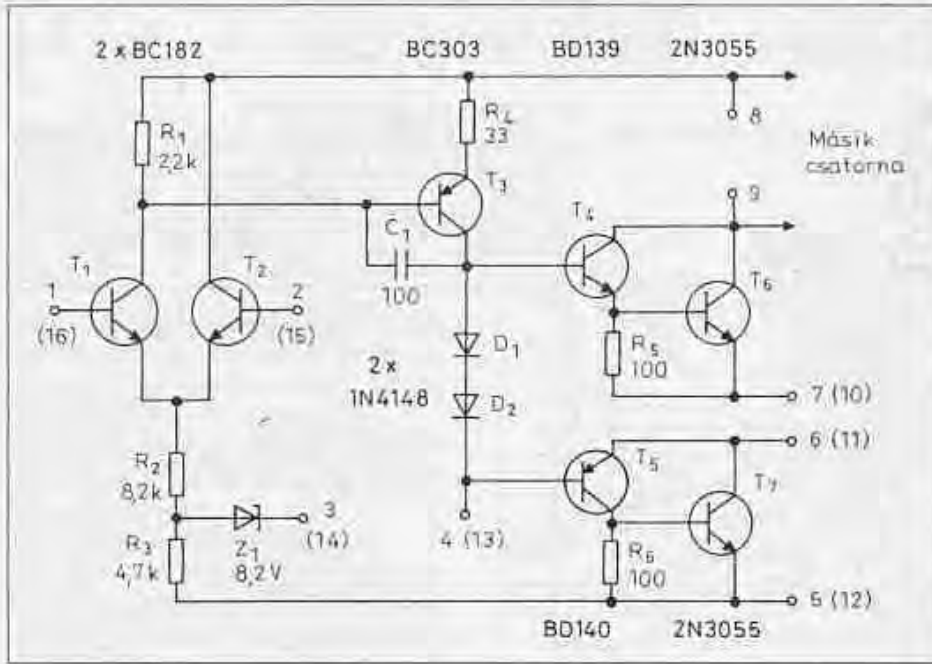 2 x BC182
BC303
BD139
2N3055
R1
2,2k
R4
33
8
Másik
csatorna
T3
9
T4
C1
100
T1
T2
1
(16)
2
(15)
T6
D1
R5
100
2x
1N4148
D2
7 (10)
6 (11)
R2
8,2k
T5
T7
3
(14)
4 (13)
R3
4,7k
Z1
8,2V
R6
100
5 (12)
BD140
2N3055